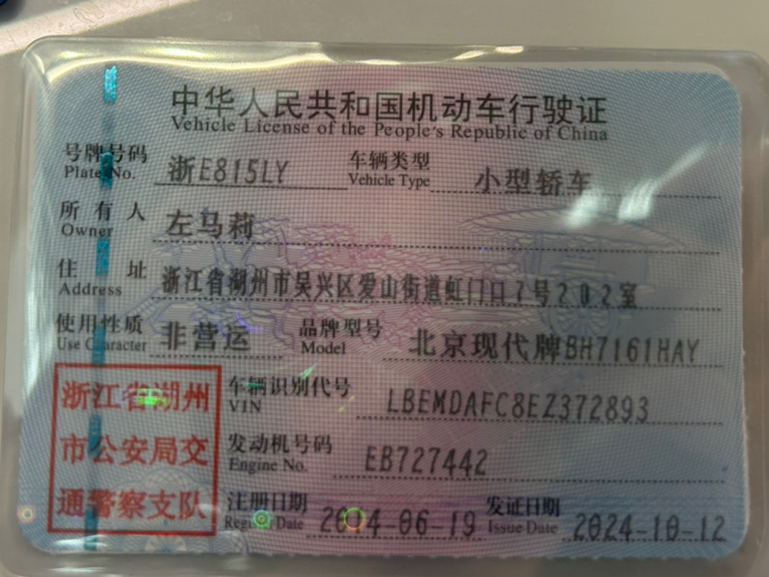 中华人民共和国机动车行驶证
Vehicle License of the People's Republic of China
号牌号码 浙E815LY 车辆类型 小型轿车
Plate No. Vehicle Type
所有人 左马莉
Owner
住址 浙江省湖州市吴兴区爱山街道虹门口7号202室
Address
使用性质 非营运 品牌型号 北京现代牌BH7161HAY
Use Character Model
浙江省湖州
市公安局交
通警察支队
车辆识别代号 LBEMDAFC8EZ372893
VIN
发动机号码 EB727442
Engine No.
注册日期 2014-06-19 发证日期 2024-10-12
Register Date Issue Date